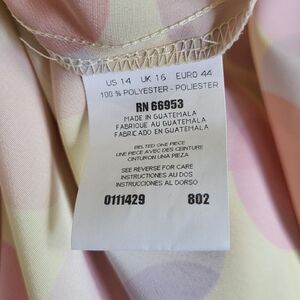 US 14 UK 16 EURO 44
100 % POLYESTER - POLIESTER
RN 66953
MADE IN GUATEMALA
FABRIQUE AU GUATEMALA
FABRICADO EN GUATEMALA
BELTED ONE PIECE
UNE PIECE AVEC DES CEINTURE
CINTURON UNA PIEZA
SEE REVERSE FOR CARE
INSTRUCTIONES AU DOS
INSTRUCTIONES AL DORSO
0111429 802